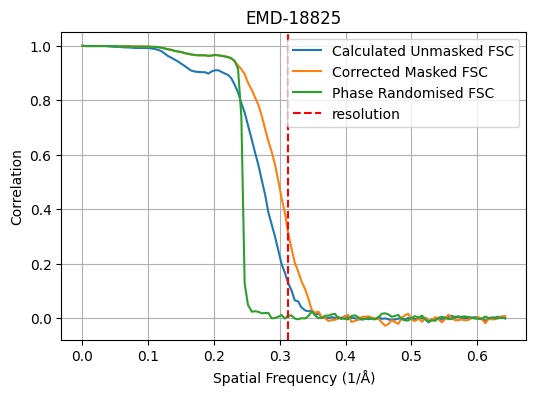 EMD-18825
Correlation
1.0
0.8
0.6
0.4
0.2
0.0
Calculated Unmasked FSC
Corrected Masked FSC
Phase Randomised FSC
resolution
0.0 0.1 0.2 0.3 0.4 0.5 0.6
Spatial Frequency (1/Å)